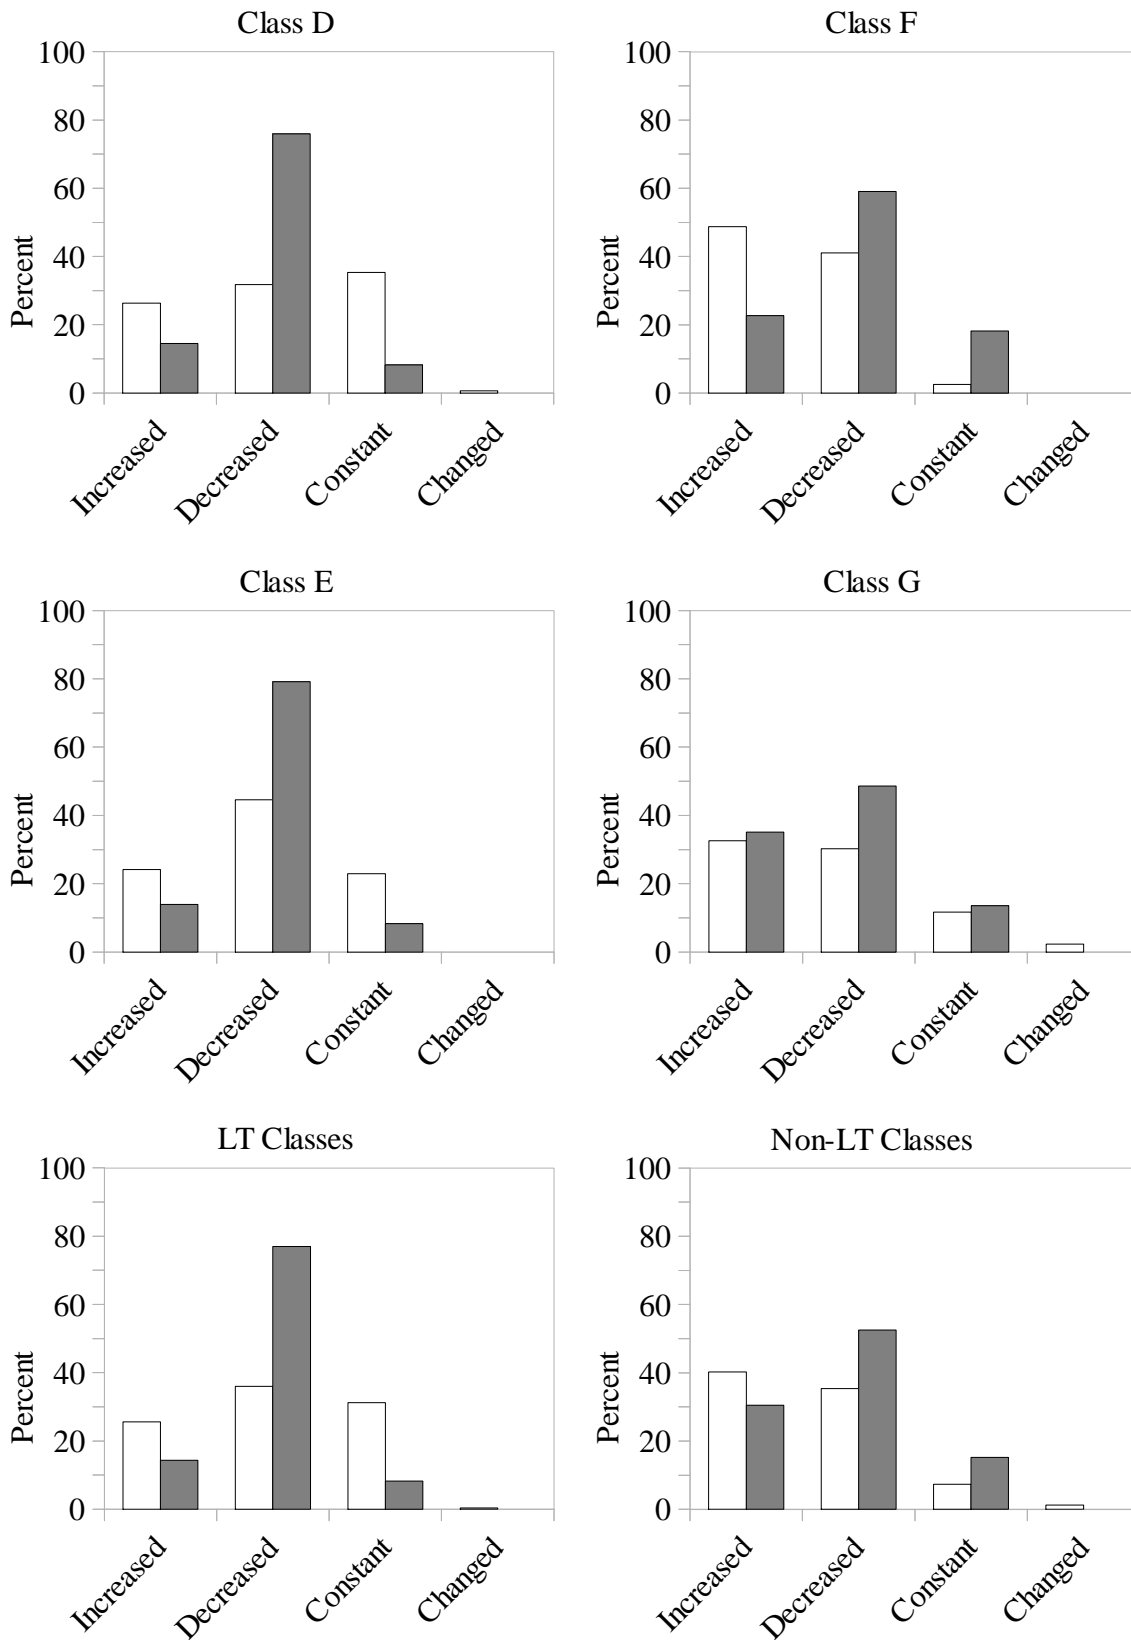 Class D
100
80
60
40
20
0
Percent
Increased
Decreased
Constant
Changed
Class F
100
80
60
40
20
0
Percent
Increased
Decreased
Constant
Changed
Class E
100
80
60
40
20
0
Percent
Increased
Decreased
Constant
Changed
Class G
100
80
60
40
20
0
Percent
Increased
Decreased
Constant
Changed
LT Classes
100
80
60
40
20
0
Percent
Increased
Decreased
Constant
Changed
Non-LT Classes
100
80
60
40
20
0
Percent
Increased
Decreased
Constant
Changed